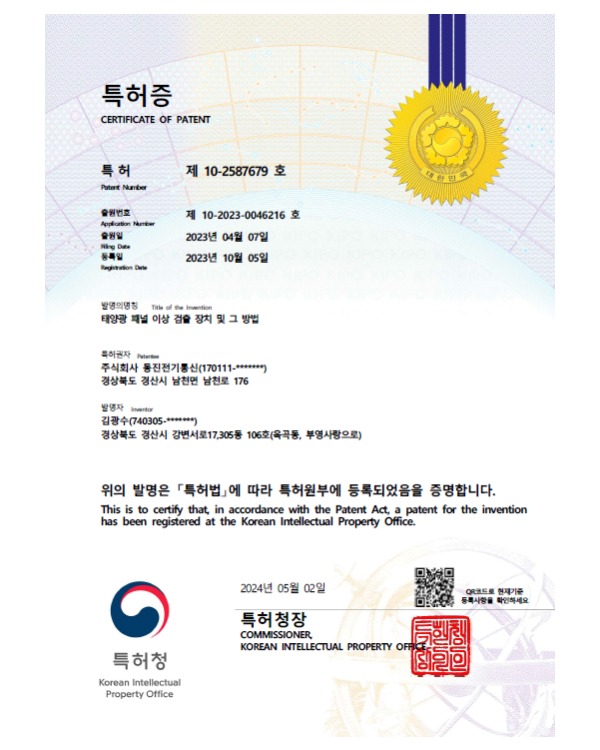 대한민국
특허증
CERTIFICATE OF PATENT
특 허 제 10-2587679 호
Patent Number
출원번호 제 10-2023-0046216 호
Application Number
출원일 2023년 04월 07일
Filing Date
등록일 2023년 10월 05일
Registration Date
발명의명칭 Title of the Invention
태양광 패널 이상 검출 장치 및 그 방법
특허권자 Patentee
주식회사 동진전기통신(170111-*******)
경상북도 경산시 남천면 남천로 176
발명자 Inventor
김광수(740305-*******)
경상북도 경산시 강변서로17,305동 106호(옥곡동, 부영사랑으로)
위의 발명은 「특허법」에 따라 특허원부에 등록되었음을 증명합니다.
This is to certify that, in accordance with the Patent Act, a patent for the invention
has been registered at the Korean Intellectual Property Office.
2024년 05월 02일
QR코드로 현재기준
등록사항을 확인하세요
특허청장
COMMISSIONER,
KOREAN INTELLECTUAL PROPERTY OFFICE
특허청
Korean Intellectual
Property Office